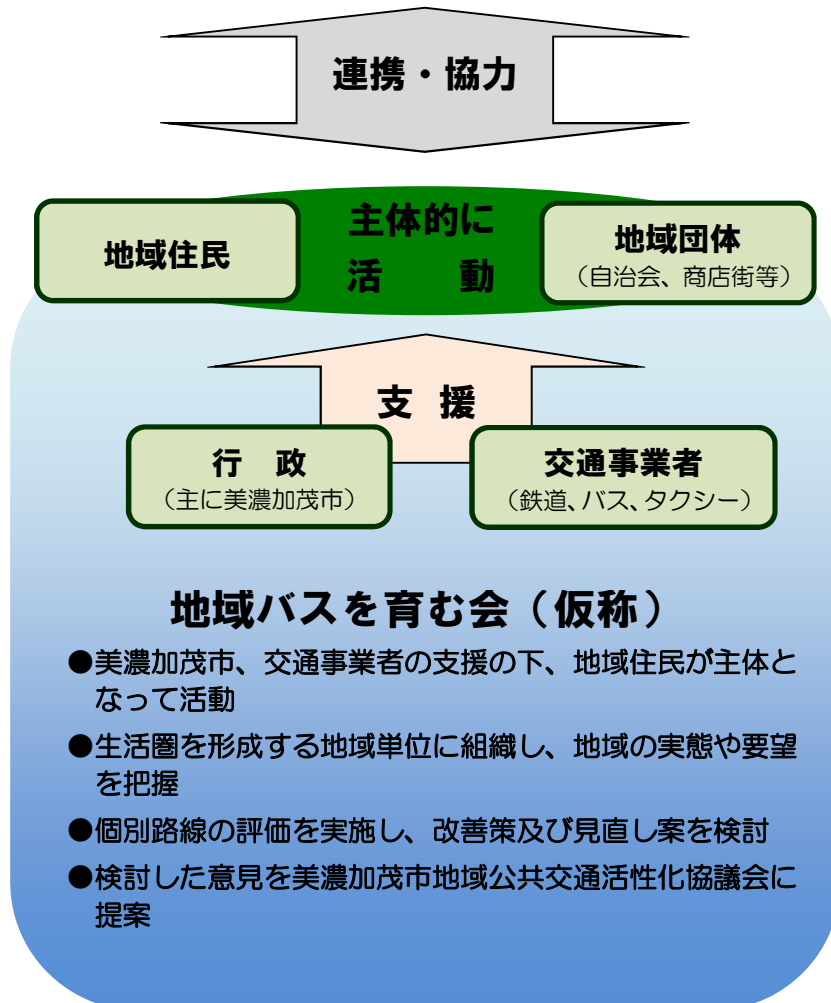 連携・協力
主体的に
活　動
地域住民
地域団体
（自治会、商店街等）
支 援
行　政
（主に美濃加茂市）
交通事業者
（鉄道、バス、タクシー）
地域バスを育む会（仮称）
●美濃加茂市、交通事業者の支援の下、地域住民が主体と
なって活動
●生活圏を形成する地域単位に組織し、地域の実態や要望
を把握
●個別路線の評価を実施し、改善策及び見直し案を検討
●検討した意見を美濃加茂市地域公共交通活性化協議会に
提案